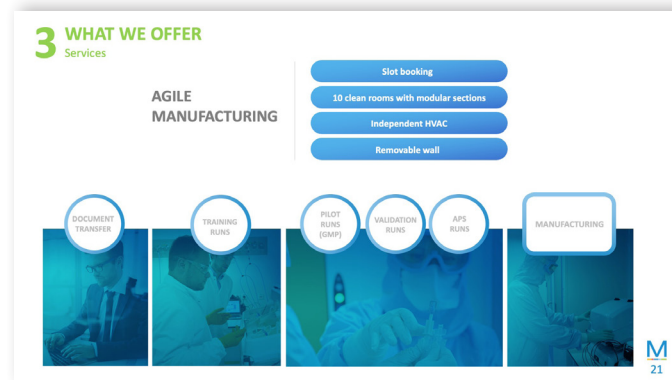 3 WHAT WE OFFER
Services
AGILE
MANUFACTURING
Slot booking
10 clean rooms with modular sections
Independent HVAC
Removable wall
DOCUMENT
TRANSFER
TRAINING
RUNS
PILOT
RUNS
(GMP)
VALIDATION
RUNS
APS
RUNS
MANUFACTURING
M
21